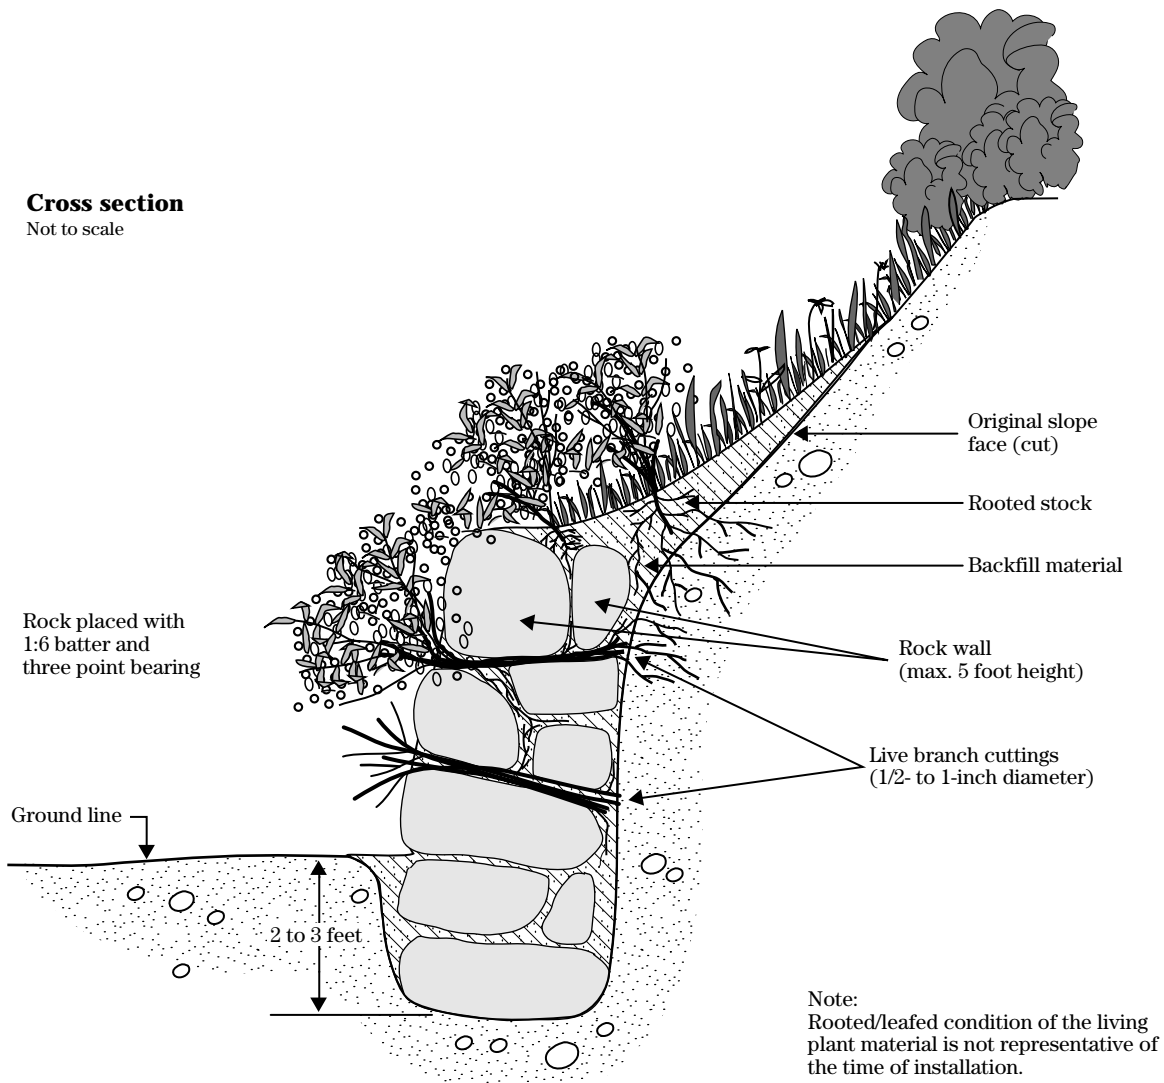 Cross section
Not to scale
Original slope
face (cut)
Rooted stock
Backfill material
Rock placed with
1:6 batter and
three point bearing
Rock wall
(max. 5 foot height)
Live branch cuttings
(1/2- to 1-inch diameter)
Ground line
2 to 3 feet
Note:
Rooted/leafed condition of the living
plant material is not representative of
the time of installation.